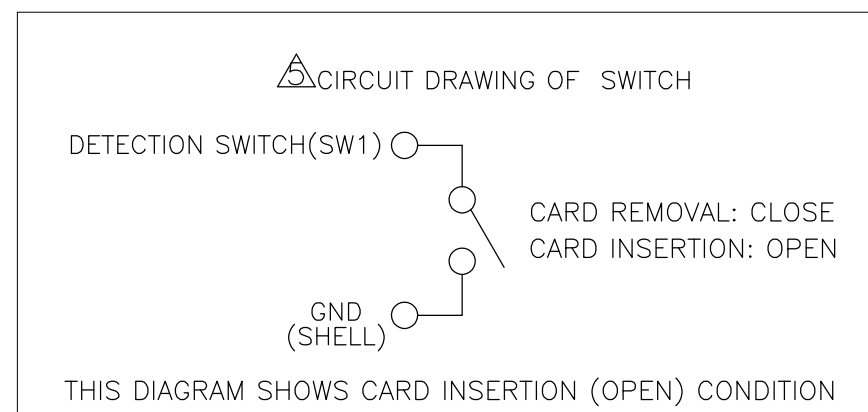 5 CIRCUIT DRAWING OF SWITCH
DETECTION SWITCH(SW1)
CARD REMOVAL: CLOSE
CARD INSERTION: OPEN
GND
(SHELL)
THIS DIAGRAM SHOWS CARD INSERTION (OPEN) CONDITION